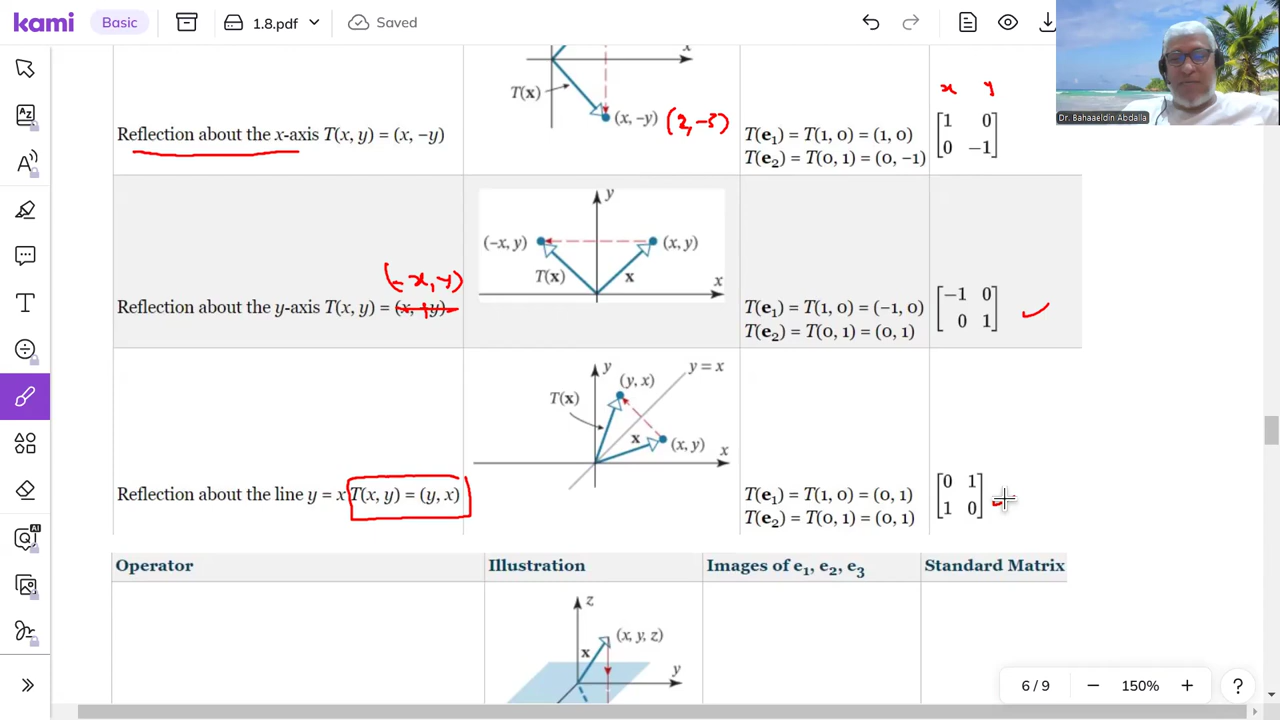 kami Basic 1.8.pdf Saved
Dr. Bahaaeldin Abdalla
x
T(x)
(x, −y) (2, −3)
Reflection about the x-axis T(x, y) = (x, −y)
T(e₁) = T(1, 0) = (1, 0)
T(e₂) = T(0, 1) = (0, −1)
x y
1 0
0 −1
y
(−x, y) (x, y)
T(x) x x
(−x, y)
Reflection about the y-axis T(x, y) = (x, −y)
T(e₁) = T(1, 0) = (−1, 0)
T(e₂) = T(0, 1) = (0, 1)
−1 0
0 1
y y = x
(y, x)
T(x)
x (x, y) x
Reflection about the line y = x T(x, y) = (y, x)
T(e₁) = T(1, 0) = (0, 1)
T(e₂) = T(0, 1) = (0, 1)
0 1
1 0
Operator Illustration Images of e₁, e₂, e₃ Standard Matrix
z
(x, y, z)
x
y
6 / 9 − 150% + ?